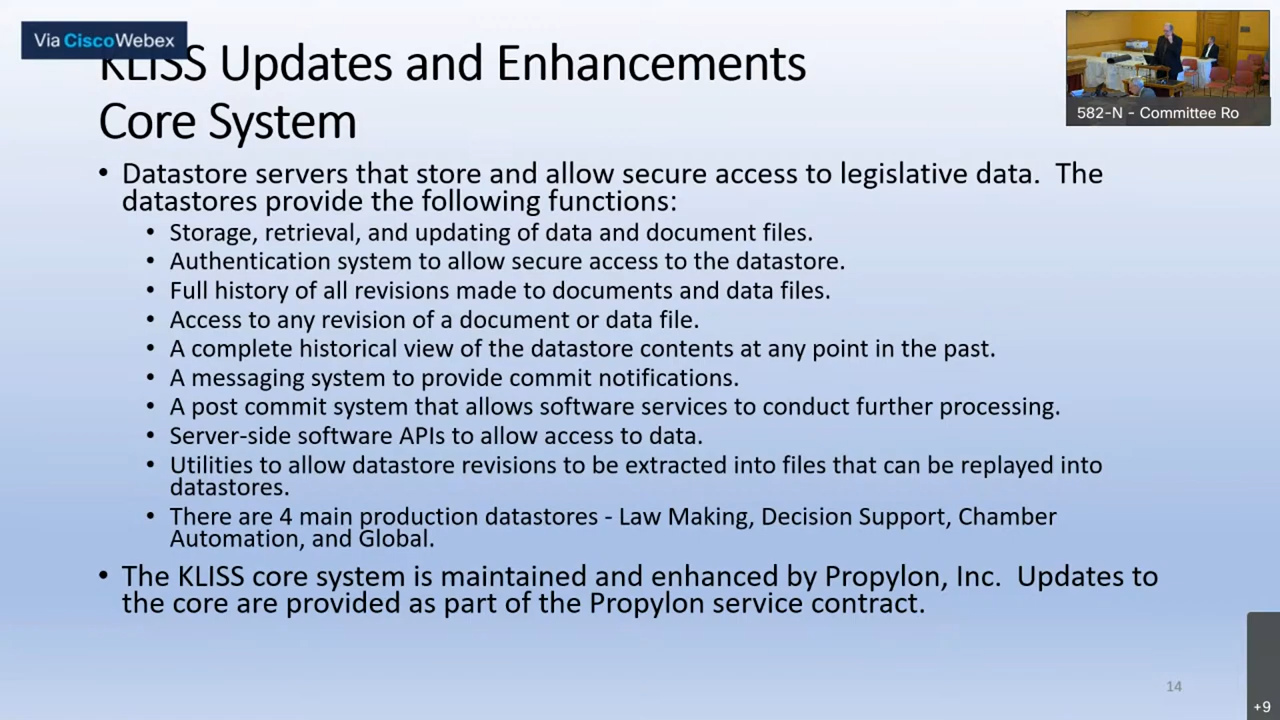 Via CiscoWebex
KLISS Updates and Enhancements
Core System
582-N - Committee Ro
• Datastore servers that store and allow secure access to legislative data. The
datastores provide the following functions:
• Storage, retrieval, and updating of data and document files.
• Authentication system to allow secure access to the datastore.
• Full history of all revisions made to documents and data files.
• Access to any revision of a document or data file.
• A complete historical view of the datastore contents at any point in the past.
• A messaging system to provide commit notifications.
• A post commit system that allows software services to conduct further processing.
• Server-side software APIs to allow access to data.
• Utilities to allow datastore revisions to be extracted into files that can be replayed into
datastores.
• There are 4 main production datastores - Law Making, Decision Support, Chamber
Automation, and Global.
• The KLISS core system is maintained and enhanced by Propylon, Inc. Updates to
the core are provided as part of the Propylon service contract.
14
+9